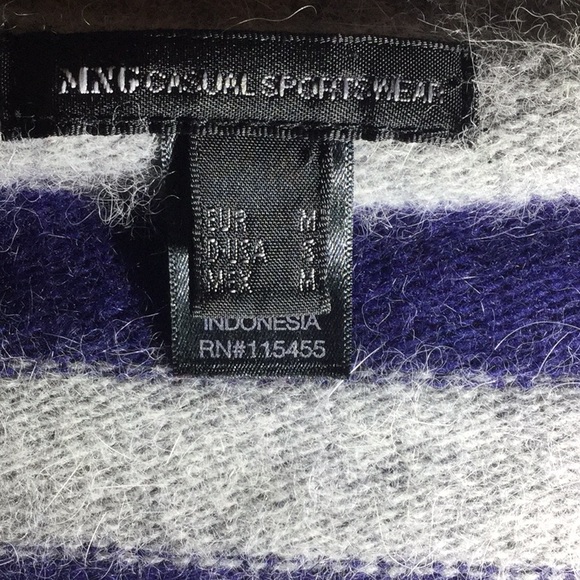 MNG CASUAL SPORTSWEAR
EUR M
D-USA S
MEX M
INDONESIA
RN#115455